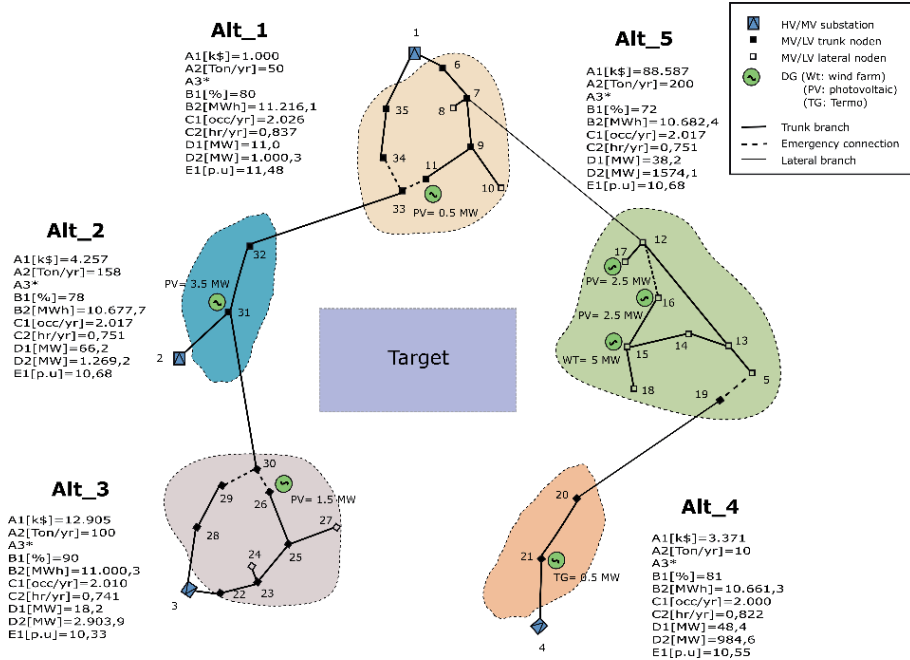 Alt_1
A1[k$]=1.000
A2[Ton/yr]=50
A3*
B1[%]=80
B2[MWh]=11.216,1
C1[occ/yr]=2.026
C2[hr/yr]=0,837
D1[MW]=11,0
D2[MW]=1.000,3
E1[p.u]=11,48
1
6
7
8
35
9
34
11
10
33
PV= 0.5 MW
Alt_5
A1[k$]=88.587
A2[Ton/yr]=200
A3*
B1[%]=72
B2[MWh]=10.682,4
C1[occ/yr]=2.017
C2[hr/yr]=0,751
D1[MW]=38,2
D2[MW]=1574,1
E1[p.u]=10,68
HV/MV substation
MV/LV trunk noden
MV/LV lateral noden
DG (Wt: wind farm)
(PV: photovoltaic)
(TG: Termo)
Trunk branch
Emergency connection
Lateral branch
Alt_2
A1[k$]=4.257
A2[Ton/yr]=158
A3*
B1[%]=78
B2[MWh]=10.677,7
C1[occ/yr]=2.017
C2[hr/yr]=0,751
D1[MW]=66,2
D2[MW]=1.269,2
E1[p.u]=10,68
32
PV= 3.5 MW
31
2
Target
12
17
PV= 2.5 MW
16
PV= 2.5 MW
15
14
13
WT= 5 MW
5
18
19
Alt_3
A1[k$]=12.905
A2[Ton/yr]=100
A3*
B1[%]=90
B2[MWh]=11.000,3
C1[occ/yr]=2.010
C2[hr/yr]=0,741
D1[MW]=18,2
D2[MW]=2.903,9
E1[p.u]=10,33
30
29
26
PV= 1.5 MW
27
28
24
25
22
23
3
20
21
TG= 0.5 MW
4
Alt_4
A1[k$]=3.371
A2[Ton/yr]=10
A3*
B1[%]=81
B2[MWh]=10.661,3
C1[occ/yr]=2.000
C2[hr/yr]=0,822
D1[MW]=48,4
D2[MW]=984,6
E1[p.u]=10,55